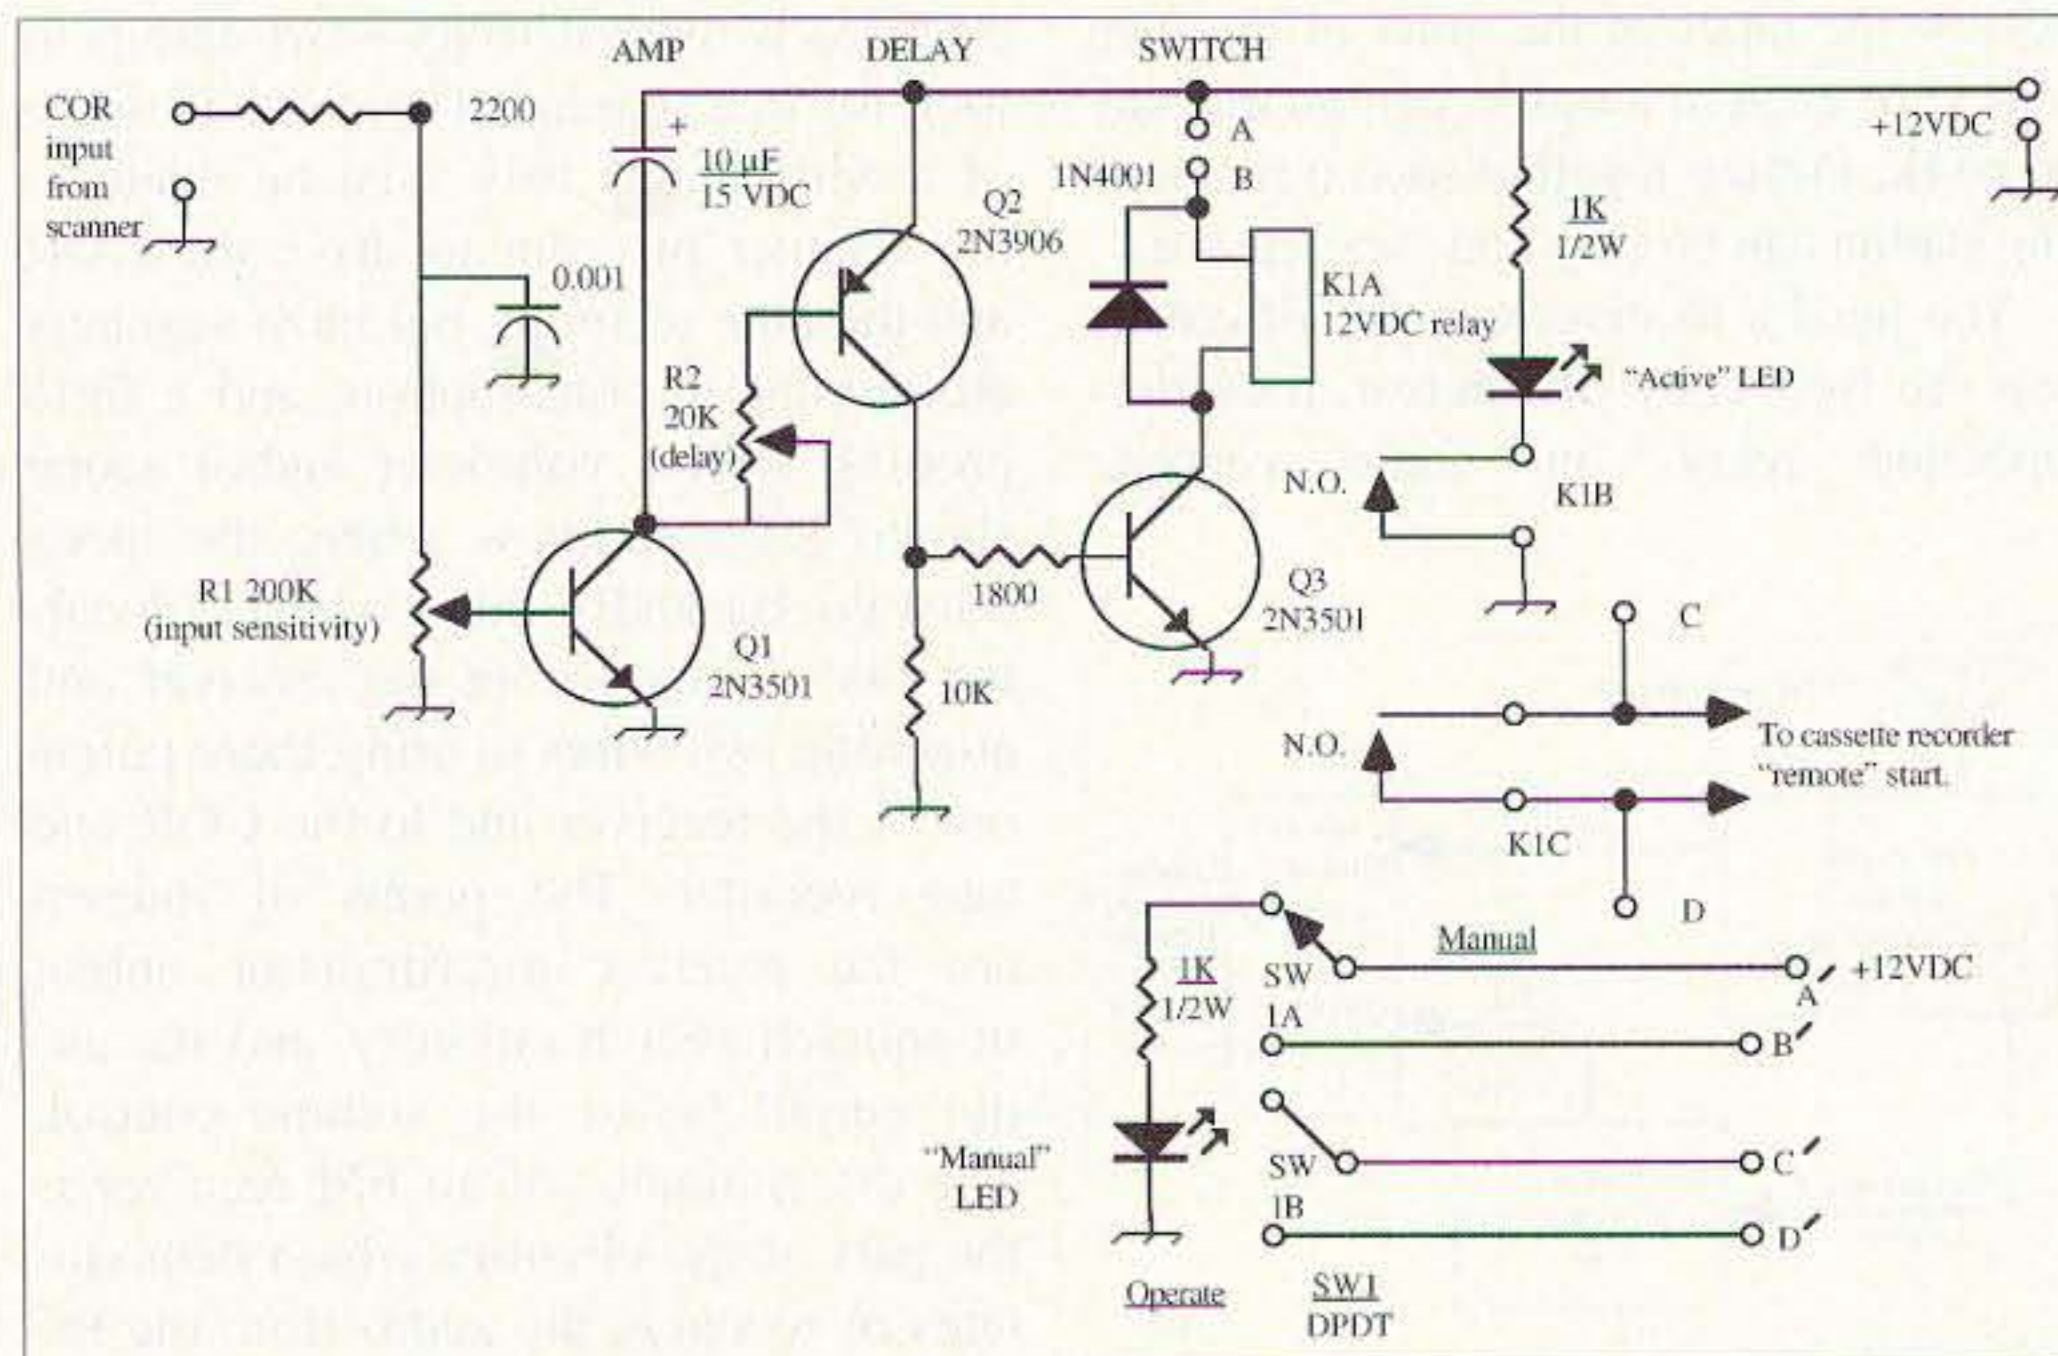 AMP
DELAY
SWITCH
COR
input
from
scanner
2200
+
10 µF
15 VDC
0.001
Q2
2N3906
1N4001
A
B
K1A
12VDC relay
1K
1/2W
+12VDC
"Active" LED
R2
20K
(delay)
N.O.
K1B
R1 200K
(input sensitivity)
Q1
2N3501
1800
Q3
2N3501
10K
C
N.O.
To cassette recorder
"remote" start.
K1C
D
Manual
1K
1/2W
SW
1A
A′
+12VDC
B′
"Manual"
LED
SW
1B
C′
D′
Operate
SW1
DPDT